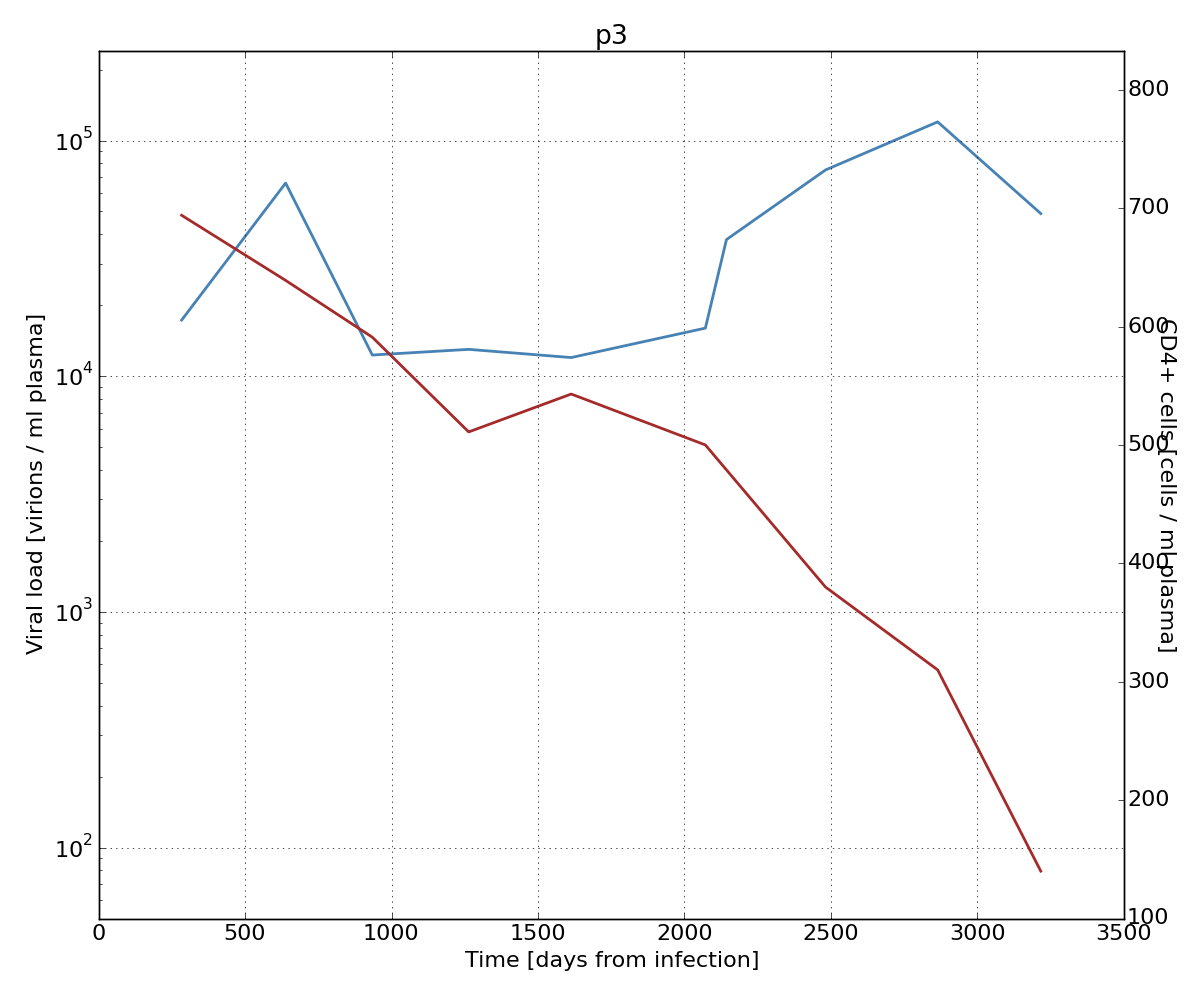 p3
10^5
10^4
10^3
10^2
Viral load [virions / ml plasma]
800
700
600
500
400
300
200
100
CD4+ cells [cells / ml plasma]
0 500 1000 1500 2000 2500 3000 3500
Time [days from infection]